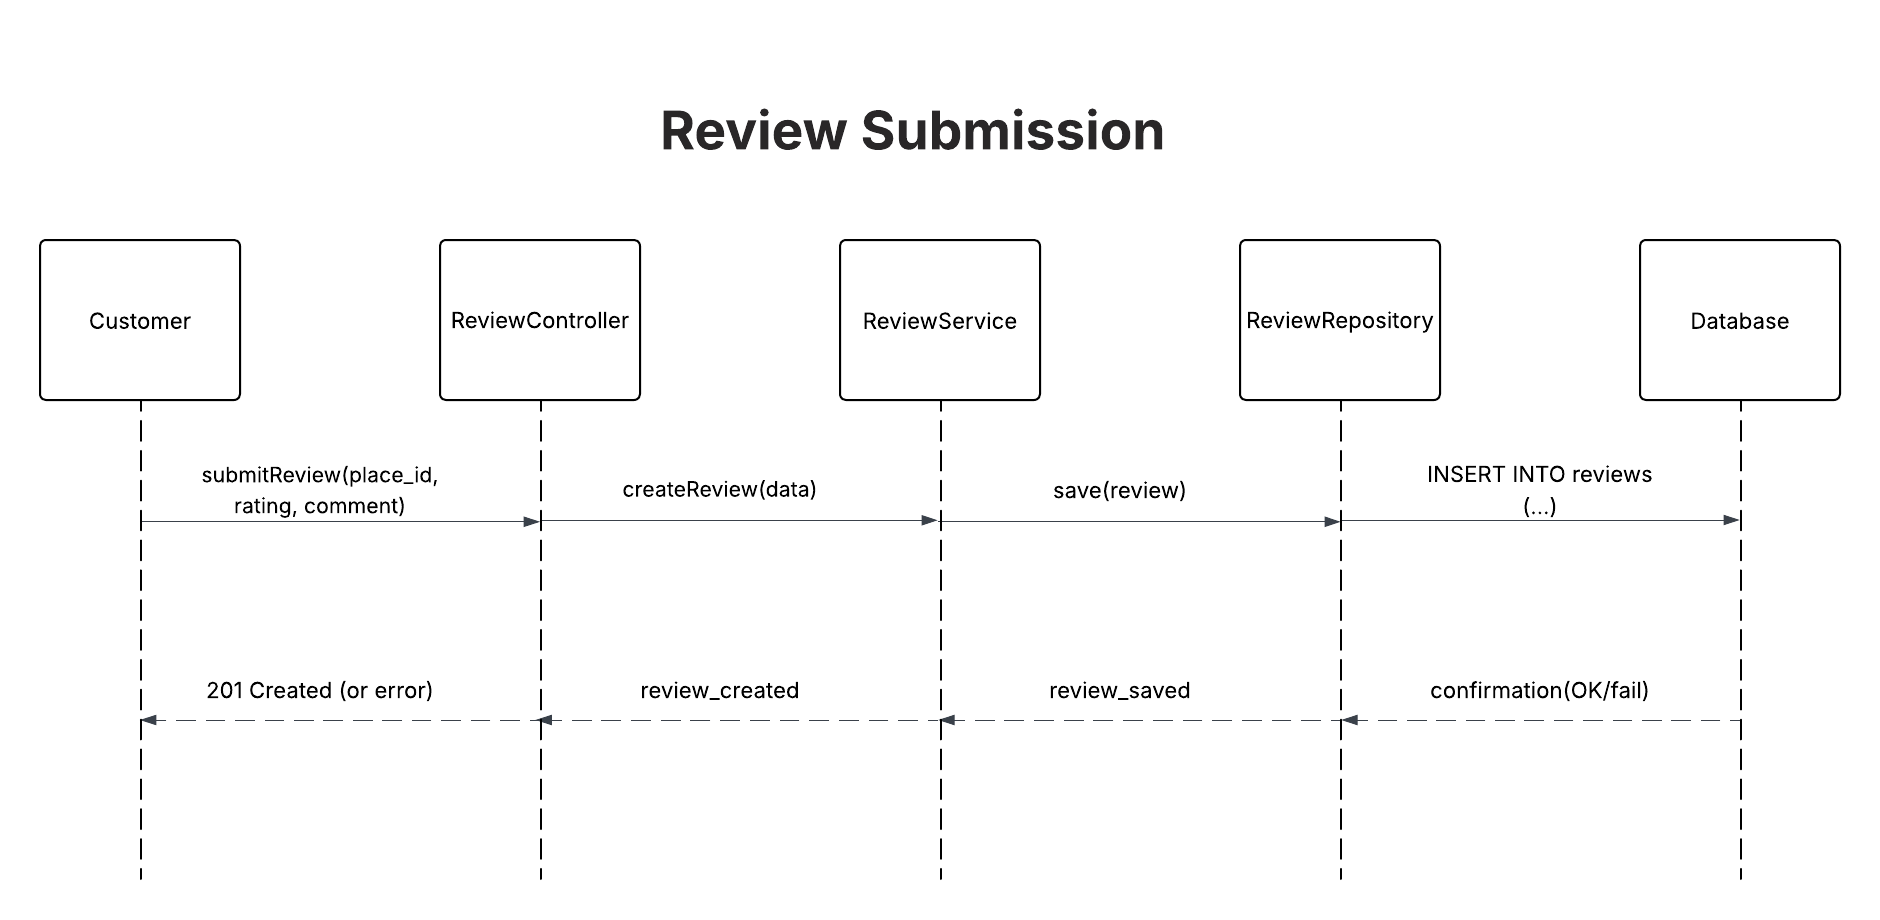 Review Submission
Customer
ReviewController
ReviewService
ReviewRepository
Database
submitReview(place_id,
rating, comment)
createReview(data)
save(review)
INSERT INTO reviews
(...)
201 Created (or error)
review_created
review_saved
confirmation(OK/fail)